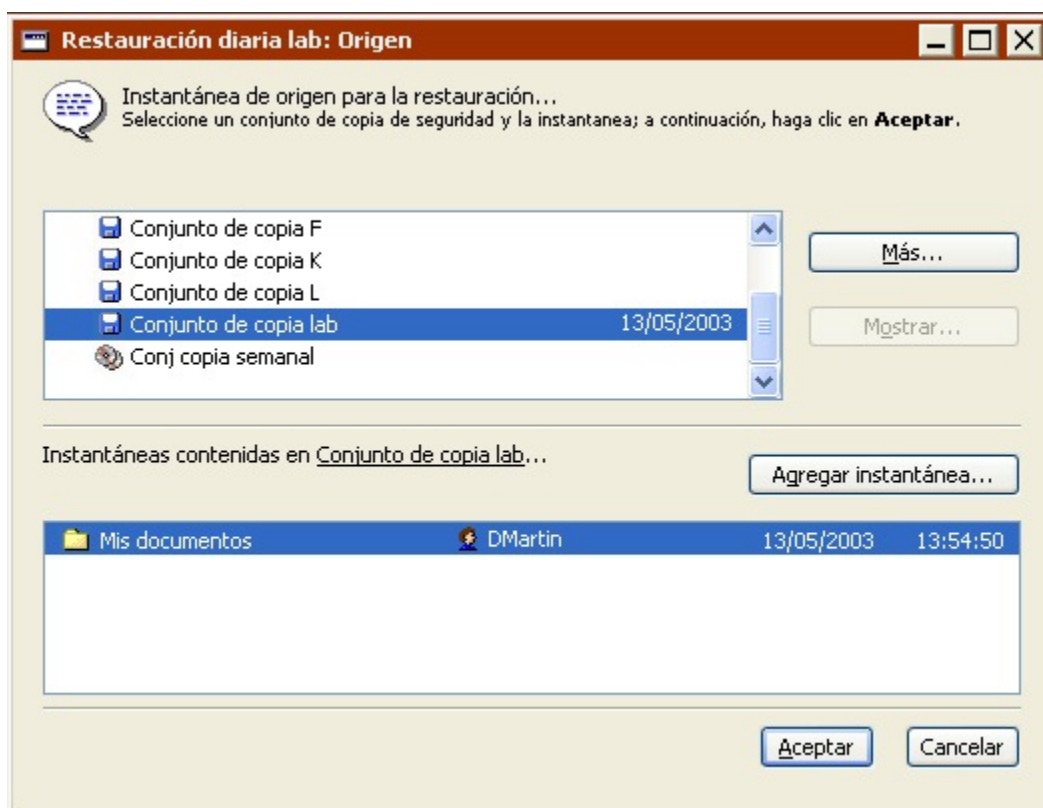 Restauración diaria lab: Origen
Instantánea de origen para la restauración...
Seleccione un conjunto de copia de seguridad y la instantanea; a continuación, haga clic en Aceptar.
Conjunto de copia F
Conjunto de copia K
Conjunto de copia L
Conjunto de copia lab 13/05/2003
Conj copia semanal
Más...
Mostrar...
Instantáneas contenidas en Conjunto de copia lab...
Agregar instantánea...
Mis documentos DMartin 13/05/2003 13:54:50
Aceptar Cancelar